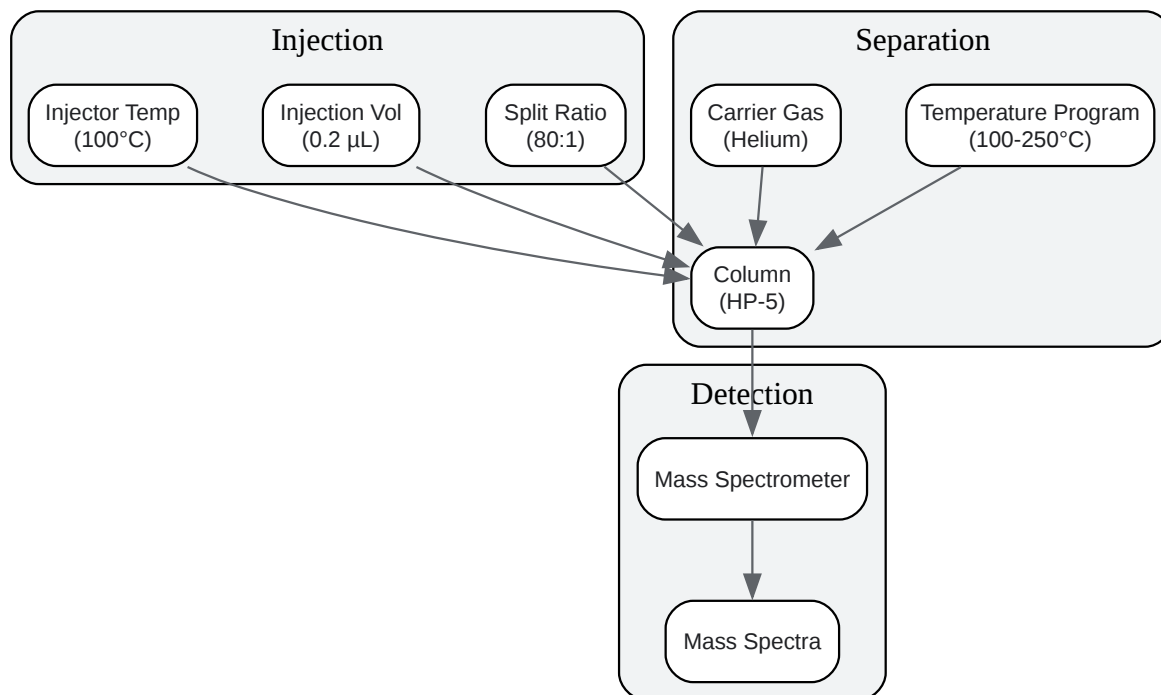 Injection
Injector Temp
(100°C)
Injection Vol
(0.2 µL)
Split Ratio
(80:1)
Separation
Carrier Gas
(Helium)
Temperature Program
(100-250°C)
Column
(HP-5)
Detection
Mass Spectrometer
Mass Spectra